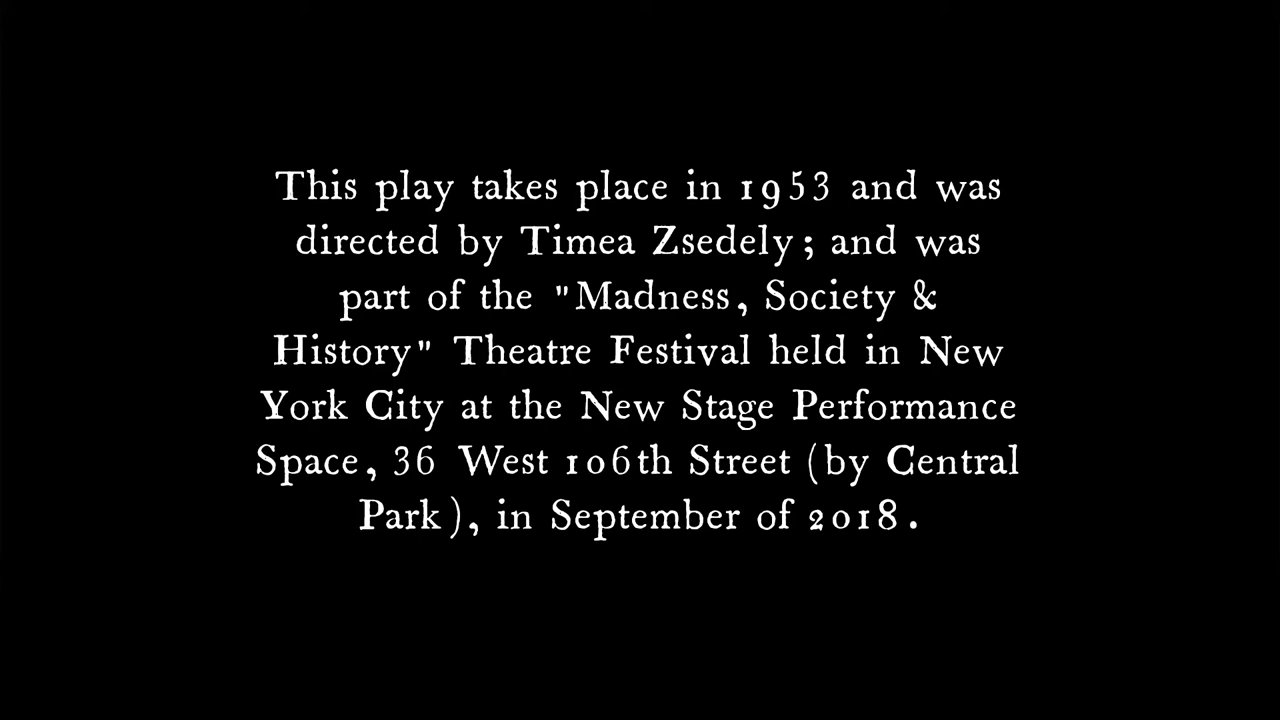 This play takes place in 1953 and was
directed by Timea Zsedely; and was
part of the "Madness, Society &
History" Theatre Festival held in New
York City at the New Stage Performance
Space, 36 West 106th Street (by Central
Park), in September of 2018.